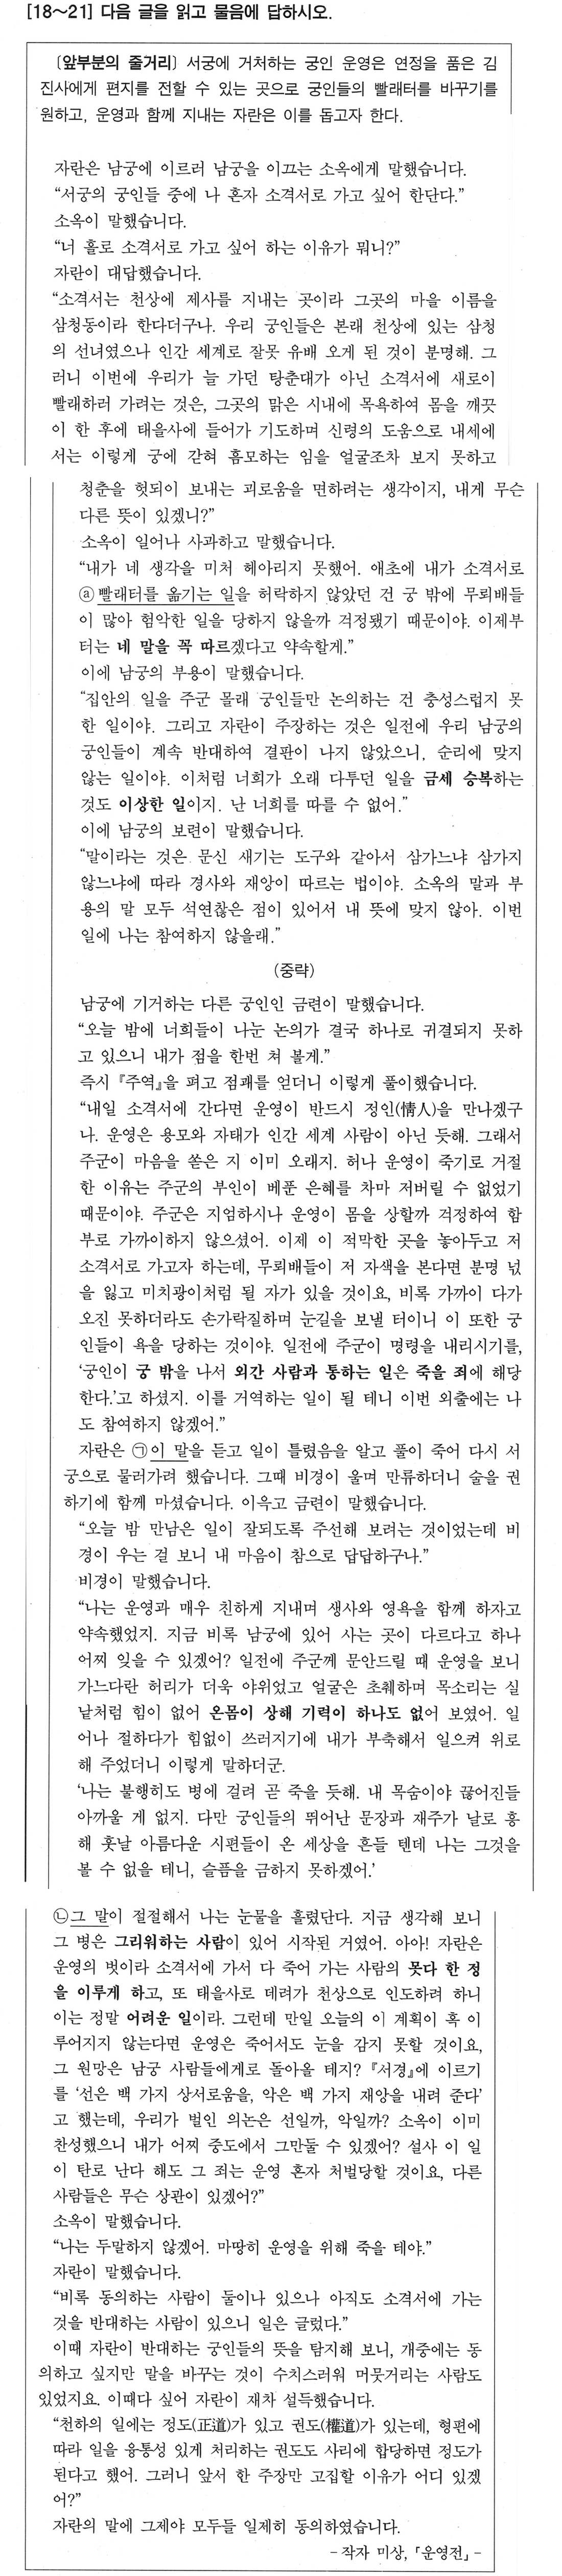 [18～21] 다음 글을 읽고 물음에 답하시오.
〔앞부분의 줄거리〕 서궁에 거처하는 궁인 운영은 연정을 품은 김
진사에게 편지를 전할 수 있는 곳으로 궁인들의 빨래터를 바꾸기를
원하고, 운영과 함께 지내는 자란은 이를 돕고자 한다.
자란은 남궁에 이르러 남궁을 이끄는 소옥에게 말했습니다.
“서궁의 궁인들 중에 나 혼자 소격서로 가고 싶어 한단다.”
소옥이 말했습니다.
“너 홀로 소격서로 가고 싶어 하는 이유가 뭐니?”
자란이 대답했습니다.
“소격서는 천상에 제사를 지내는 곳이라 그곳의 마을 이름을
삼청동이라 한다더구나. 우리 궁인들은 본래 천상에 있는 삼청
의 선녀였으나 인간 세계로 잘못 유배 오게 된 것이 분명해. 그
러니 이번에 우리가 늘 가던 탕춘대가 아닌 소격서에 새로이
빨래하러 가려는 것은, 그곳의 맑은 시내에 목욕하여 몸을 깨끗
이 한 후에 태을사에 들어가 기도하며 신령의 도움으로 내세에
서는 이렇게 궁에 갇혀 흠모하는 임을 얼굴조차 보지 못하고
청춘을 헛되이 보내는 괴로움을 면하려는 생각이지, 내게 무슨
다른 뜻이 있겠니?”
소옥이 일어나 사과하고 말했습니다.
“내가 네 생각을 미처 헤아리지 못했어. 애초에 내가 소격서로
ⓐ빨래터를 옮기는 일을 허락하지 않았던 건 궁 밖에 무뢰배들
이 많아 험악한 일을 당하지 않을까 걱정됐기 때문이야. 이제부
터는 네 말을 꼭 따르겠다고 약속할게.”
이에 남궁의 부용이 말했습니다.
“집안의 일을 주군 몰래 궁인들만 논의하는 건 충성스럽지 못
한 일이야. 그리고 자란이 주장하는 것은 일전에 우리 남궁의
궁인들이 계속 반대하여 결판이 나지 않았으니, 순리에 맞지
않는 일이야. 이처럼 너희가 오래 다투던 일을 금세 승복하는
것도 이상한 일이지. 난 너희를 따를 수 없어.”
이에 남궁의 보련이 말했습니다.
“말이라는 것은 문신 새기는 도구와 같아서 삼가느냐 삼가지
않느냐에 따라 경사와 재앙이 따르는 법이야. 소옥의 말과 부
용의 말 모두 석연찮은 점이 있어서 내 뜻에 맞지 않아. 이번
일에 나는 참여하지 않을래.”
(중략)
남궁에 기거하는 다른 궁인인 금련이 말했습니다.
“오늘 밤에 너희들이 나눈 논의가 결국 하나로 귀결되지 못하
고 있으니 내가 점을 한번 쳐 볼게.”
즉시 『주역』을 펴고 점괘를 얻더니 이렇게 풀이했습니다.
“내일 소격서에 간다면 운영이 반드시 정인(情人)을 만나겠구
나. 운영은 용모와 자태가 인간 세계 사람이 아닌 듯해. 그래서
주군이 마음을 쏟은 지 이미 오래지. 허나 운영이 죽기로 거절
한 이유는 주군의 부인이 베푼 은혜를 차마 저버릴 수 없었기
때문이야. 주군은 지엄하시나 운영이 몸을 상할까 걱정하여 함
부로 가까이하지 않으셨어. 이제 이 적막한 곳을 놓아두고 저
소격서로 가고자 하는데, 무뢰배들이 저 자색을 본다면 분명 넋
을 잃고 미치광이처럼 될 자가 있을 것이요, 비록 가까이 다가
오진 못하더라도 손가락질하며 눈길을 보낼 터이니 이 또한 궁
인들이 욕을 당하는 것이야. 일전에 주군이 명령을 내리시기를,
‘궁인이 궁 밖을 나서 외간 사람과 통하는 일은 죽을 죄에 해당
한다.’고 하셨지. 이를 거역하는 일이 될 테니 이번 외출에는 나
도 참여하지 않겠어.”
자란은 ㉠이 말을 듣고 일이 틀렸음을 알고 풀이 죽어 다시 서
궁으로 물러가려 했습니다. 그때 비경이 울며 만류하더니 술을 권
하기에 함께 마셨습니다. 이윽고 금련이 말했습니다.
“오늘 밤 만남은 일이 잘되도록 주선해 보려는 것이었는데 비
경이 우는 걸 보니 내 마음이 참으로 답답하구나.”
비경이 말했습니다.
“나는 운영과 매우 친하게 지내며 생사와 영욕을 함께 하자고
약속했었지. 지금 비록 남궁에 있어 사는 곳이 다르다고 하나
어찌 잊을 수 있겠어? 일전에 주군께 문안드릴 때 운영을 보니
가느다란 허리가 더욱 야위었고 얼굴은 초췌하며 목소리는 실
낱처럼 힘이 없어 온몸이 상해 기력이 하나도 없어 보였어. 일
어나 절하다가 힘없이 쓰러지기에 내가 부축해서 일으켜 위로
해 주었더니 이렇게 말하더군.
‘나는 불행히도 병에 걸려 곧 죽을 듯해. 내 목숨이야 끊어진들
아까울 게 없지. 다만 궁인들의 뛰어난 문장과 재주가 날로 흥
해 훗날 아름다운 시편들이 온 세상을 흔들 텐데 나는 그것을
볼 수 없을 테니, 슬픔을 금하지 못하겠어.’
㉡그 말이 절절해서 나는 눈물을 흘렸단다. 지금 생각해 보니
그 병은 그리워하는 사람이 있어 시작된 거였어. 아아! 자란은
운영의 벗이라 소격서에 가서 다 죽어 가는 사람의 못다 한 정
을 이루게 하고, 또 태을사로 데려가 천상으로 인도하려 하니
이는 정말 어려운 일이라. 그런데 만일 오늘의 이 계획이 혹 이
루어지지 않는다면 운영은 죽어서도 눈을 감지 못할 것이요,
그 원망은 남궁 사람들에게로 돌아올 테지? 『서경』에 이르기
를 ‘선은 백 가지 상서로움을, 악은 백 가지 재앙을 내려 준다’
고 했는데, 우리가 벌인 의논은 선일까, 악일까? 소옥이 이미
찬성했으니 내가 어찌 중도에서 그만둘 수 있겠어? 설사 이 일
이 탄로 난다 해도 그 죄는 운영 혼자 처벌당할 것이요, 다른
사람들은 무슨 상관이 있겠어?”
소옥이 말했습니다.
“나는 두말하지 않겠어. 마땅히 운영을 위해 죽을 테야.”
자란이 말했습니다.
“비록 동의하는 사람이 둘이나 있으나 아직도 소격서에 가는
것을 반대하는 사람이 있으니 일은 글렀다.”
이때 자란이 반대하는 궁인들의 뜻을 탐지해 보니, 개중에는 동
의하고 싶지만 말을 바꾸는 것이 수치스러워 머뭇거리는 사람도
있었지요. 이때다 싶어 자란이 재차 설득했습니다.
“천하의 일에는 정도(正道)가 있고 권도(權道)가 있는데, 형편에
따라 일을 융통성 있게 처리하는 권도도 사리에 합당하면 정도가
된다고 했어. 그러니 앞서 한 주장만 고집할 이유가 어디 있겠
어?”
자란의 말에 그제야 모두들 일제히 동의하였습니다.
- 작자 미상, 「운영전」 -